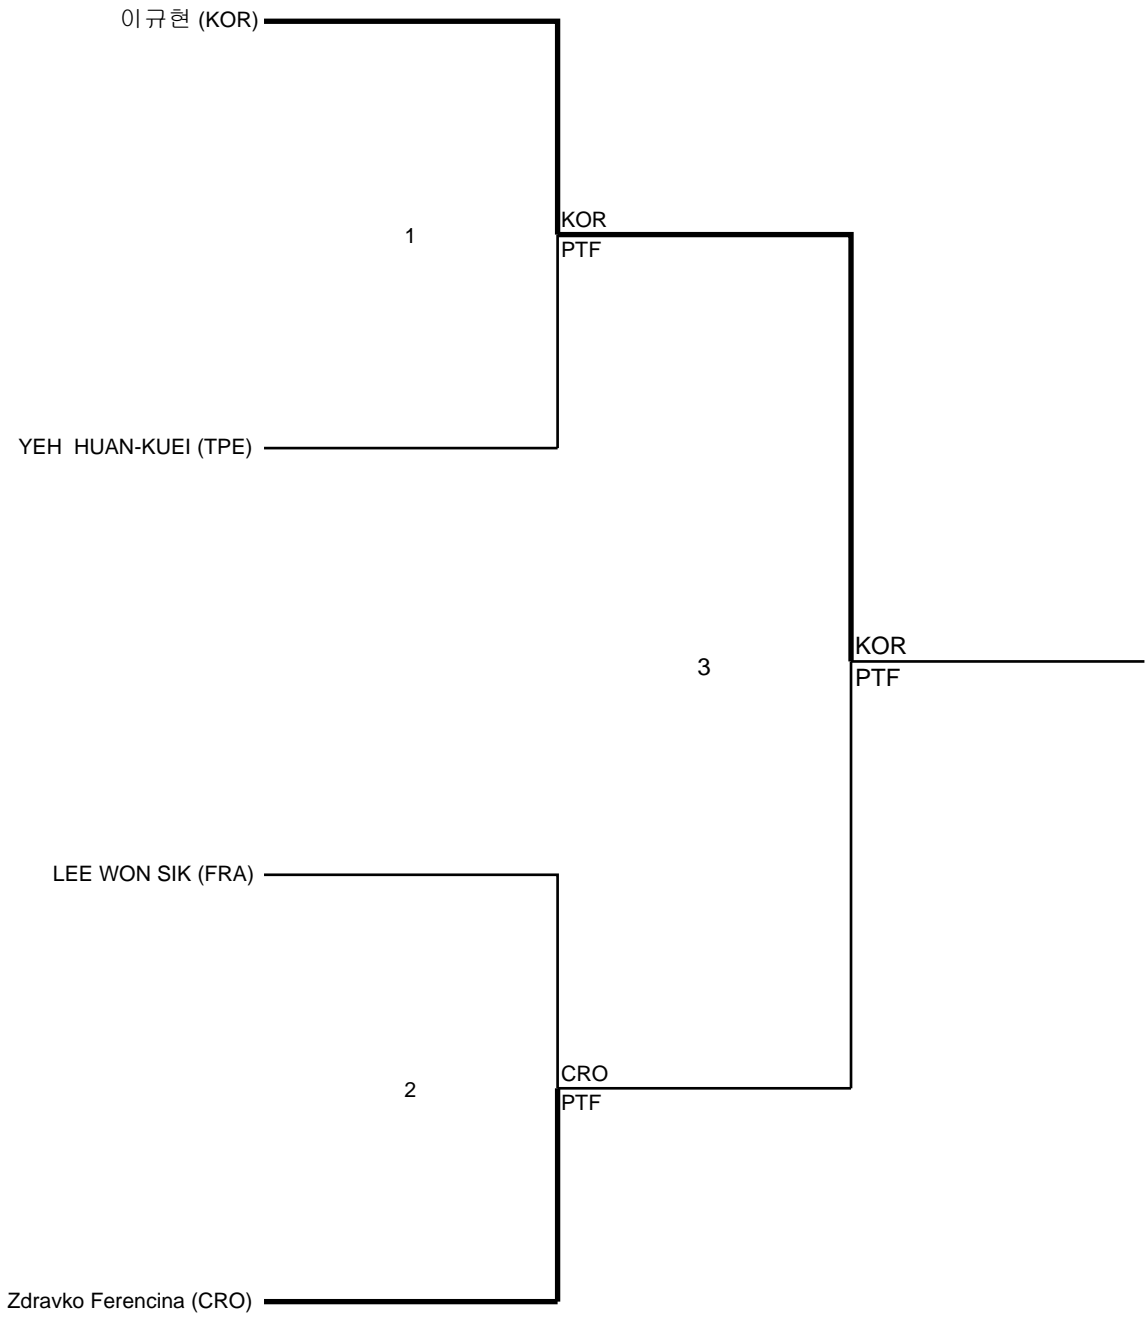 이규현 (KOR)
KOR
1
PTF
YEH HUAN-KUEI (TPE)
KOR
3
PTF
LEE WON SIK (FRA)
CRO
2
PTF
Zdravko Ferencina (CRO)